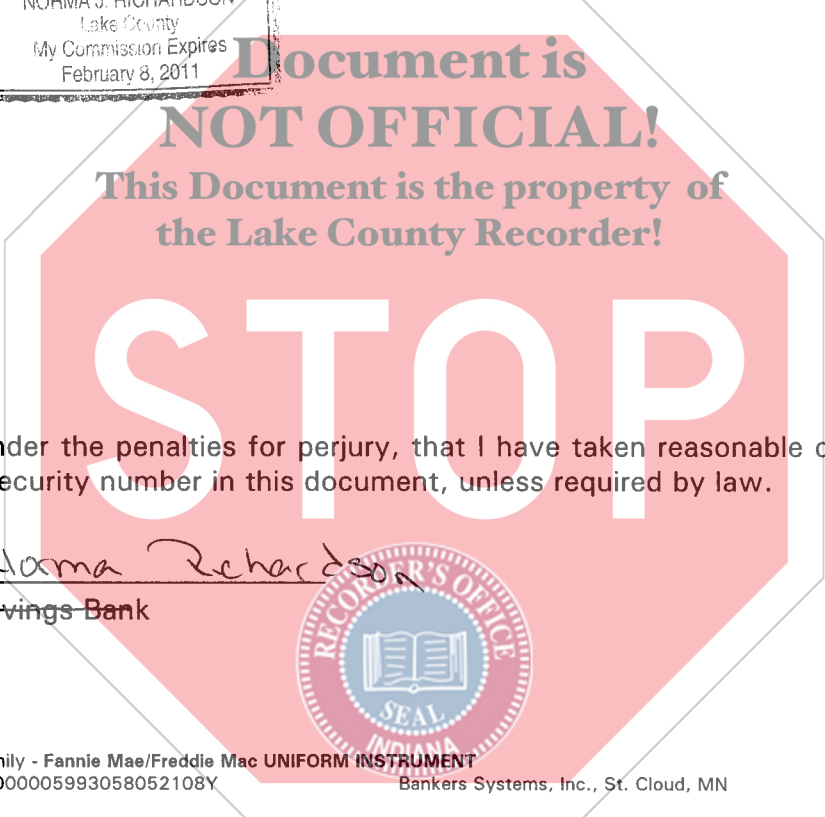 NORMA J. RICHARDSON
Lake County
My Commission Expires
February 8, 2011
Document is
NOT OFFICIAL!
This Document is the property of
the Lake County Recorder!
STOP
nder the penalties for perjury, that I have taken reasonable
ecurity number in this document, unless required by law.
Norma Richardson
vings Bank
RECORDER'S OFFICE
SEAL
INDIANA
nily - Fannie Mae/Freddie Mac UNIFORM INSTRUMENT
000005993058052108Y Bankers Systems, Inc., St. Cloud, MN